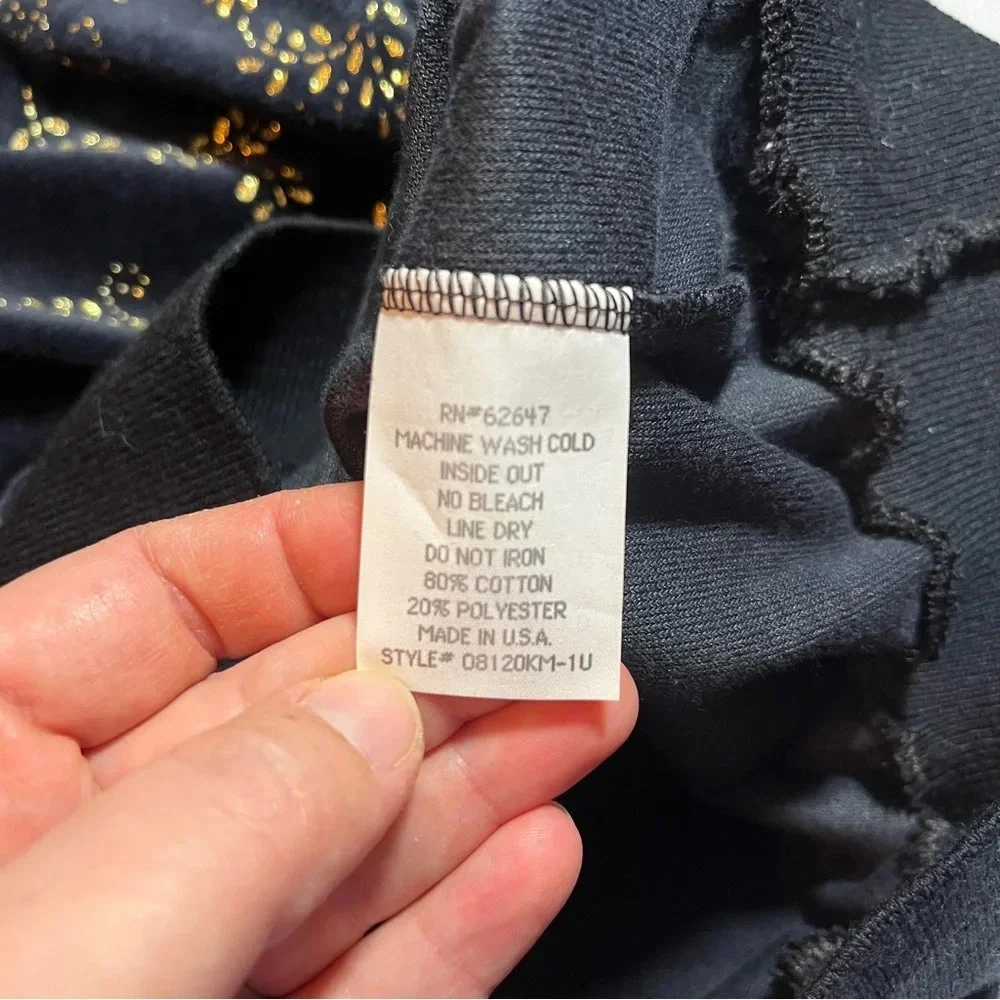 RN#62647
MACHINE WASH COLD
INSIDE OUT
NO BLEACH
LINE DRY
DO NOT IRON
80% COTTON
20% POLYESTER
MADE IN U.S.A.
STYLE# 08120KM-1U